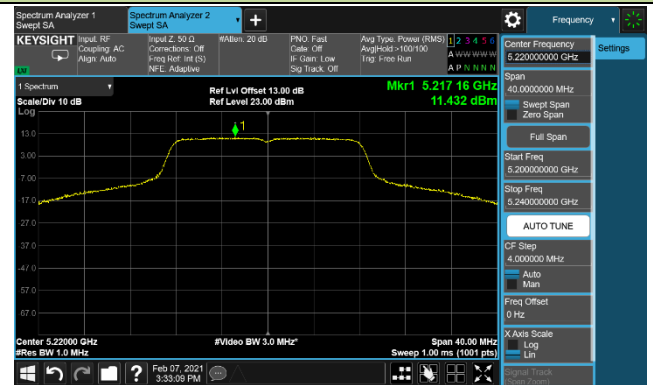 Spectrum Analyzer 1
Swept SA
Spectrum Analyzer 2
Swept SA
+
Frequency
KEYSIGHT
Input: RF
Coupling: AC
Align: Auto
Input Z: 50 Ω
Corrections: Off
Freq Ref: Int (S)
NFE: Adaptive
#Atten: 20 dB
PNO: Fast
Gate: Off
IF Gain: Low
Sig Track: Off
Avg Type: Power (RMS)
Avg|Hold:>100/100
Trig: Free Run
1 2 3 4 5 6
A W W W W W
A P N N N N
LW
Center Frequency
5.220000000 GHz
Settings
Span
40.0000000 MHz
Swept Span
Zero Span
Full Span
Start Freq
5.200000000 GHz
Stop Freq
5.240000000 GHz
AUTO TUNE
CF Step
4.000000 MHz
Auto
Man
Freq Offset
0 Hz
X Axis Scale
Log
Lin
Signal Track
(Span Zoom)
1 Spectrum
Scale/Div 10 dB
Log
Ref Lvl Offset 13.00 dB
Ref Level 23.00 dBm
Mkr1 5.217 16 GHz
11.432 dBm
1
13.0
3.00
-7.00
-17.0
-27.0
-37.0
-47.0
-57.0
-67.0
Center 5.22000 GHz
#Res BW 1.0 MHz
#Video BW 3.0 MHz*
Span 40.00 MHz
Sweep 1.00 ms (1001 pts)
?
Feb 07, 2021
3:33:09 PM